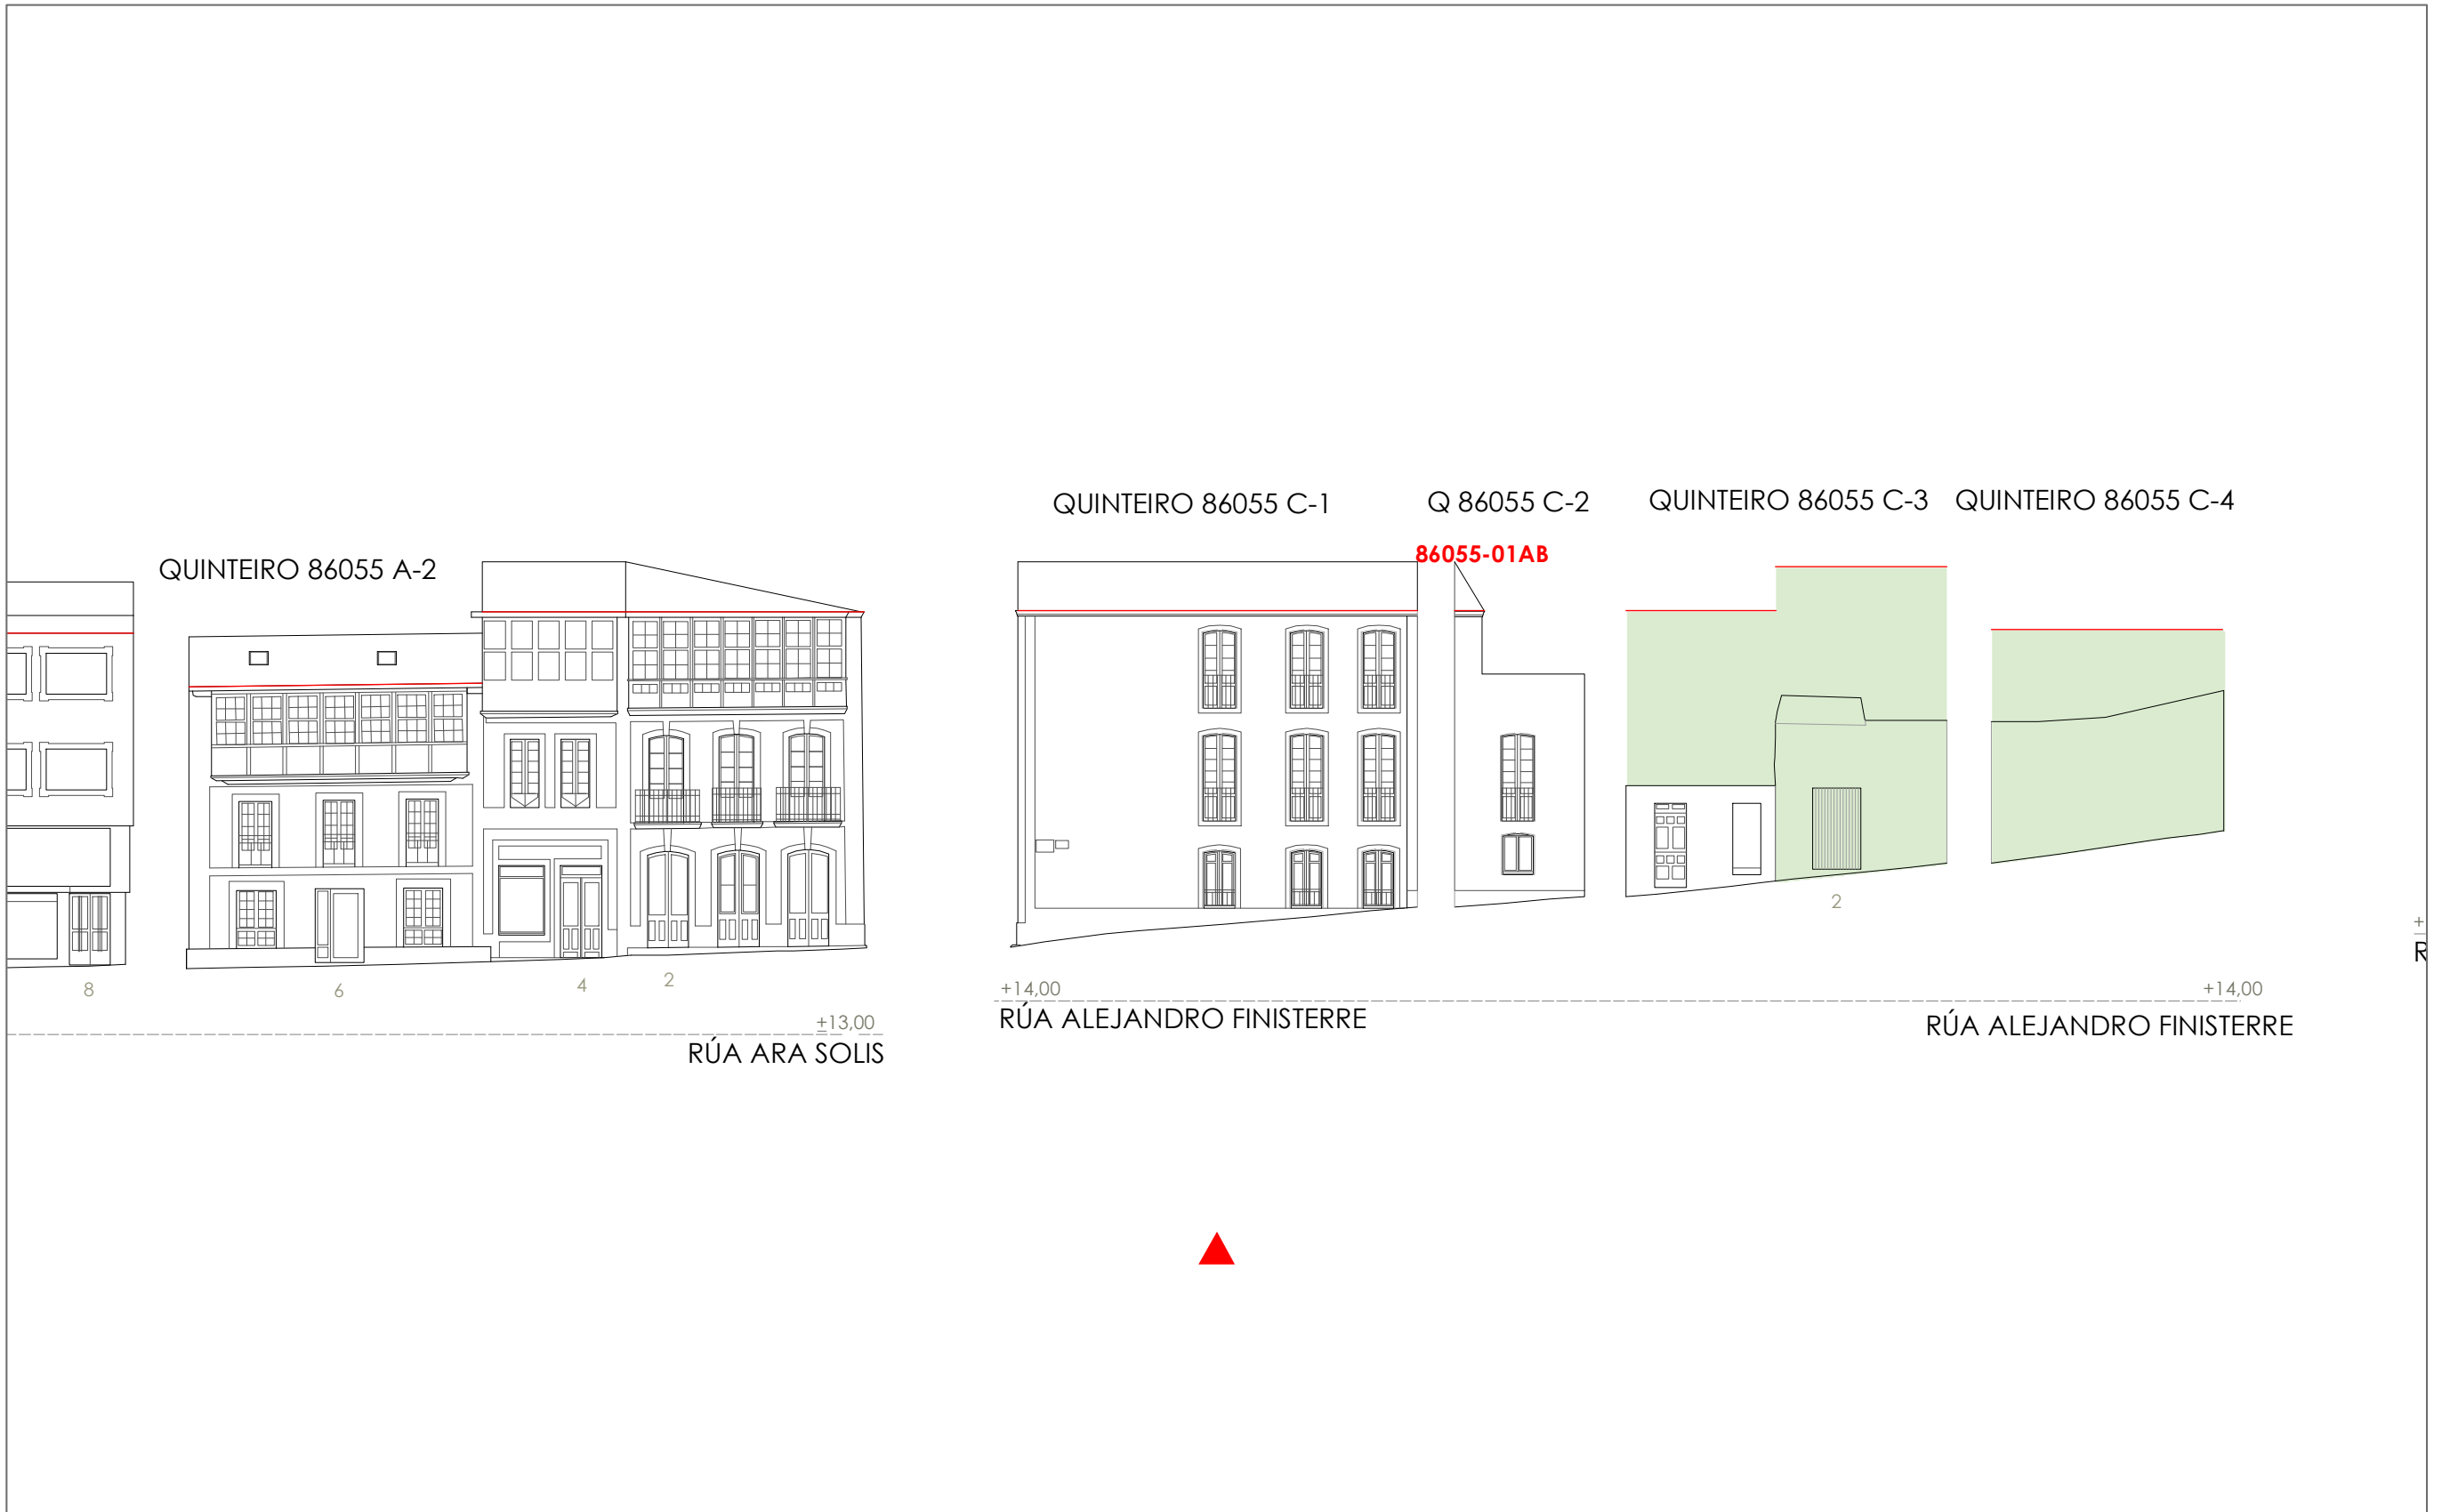 QUINTEIRO 86055 C-1
Q 86055 C-2
QUINTEIRO 86055 C-3
QUINTEIRO 86055 C-4
86055-01AB
QUINTEIRO 86055 A-2
2
8
6
4
2
+14,00
+14,00
RÚA ALEJANDRO FINISTERRE
RÚA ALEJANDRO FINISTERRE
±13,00
RÚA ARA SOLIS